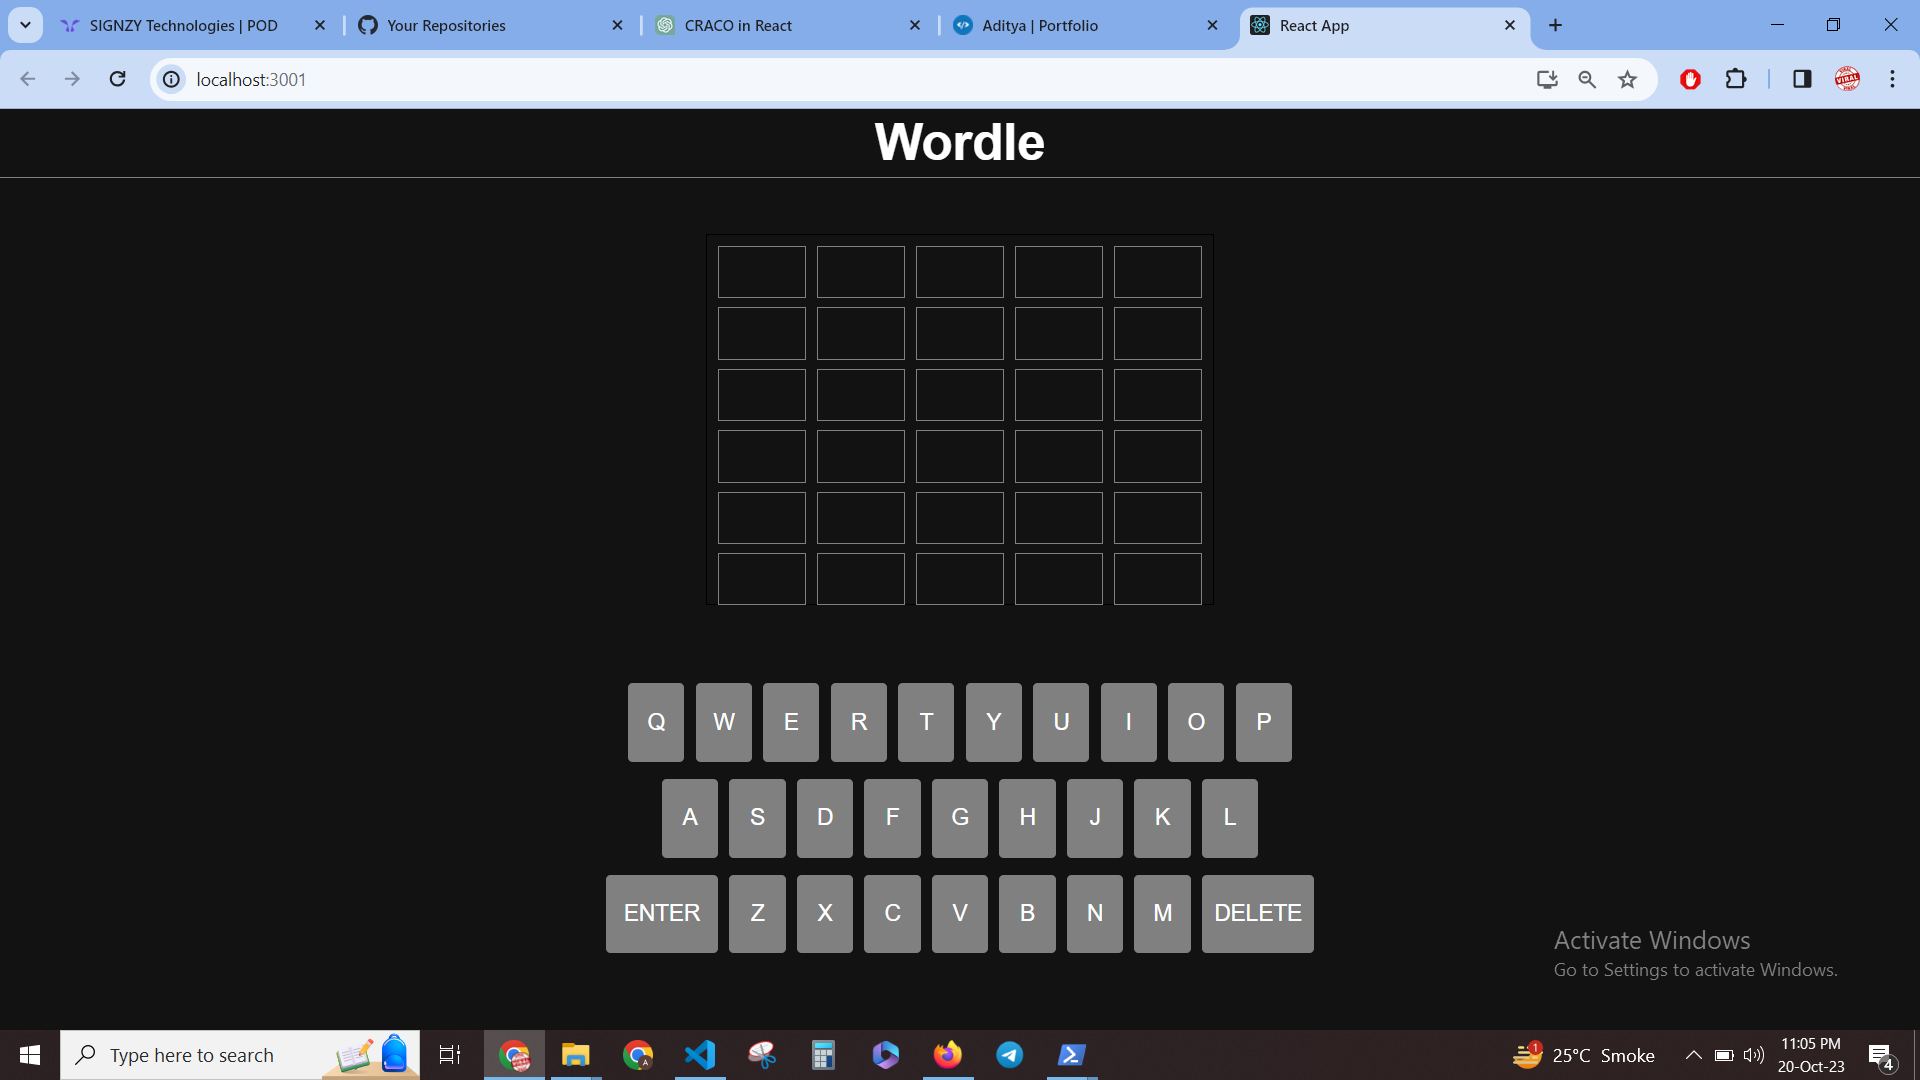 SIGNZY Technologies | POD
Your Repositories
CRACO in React
Aditya | Portfolio
React App
localhost:3001
VIRAL
Wordle
Q W E R T Y U I O P
A S D F G H J K L
ENTER Z X C V B N M DELETE
Activate Windows
Go to Settings to activate Windows.
Type here to search
A
1
25°C Smoke
11:05 PM
20-Oct-23
4